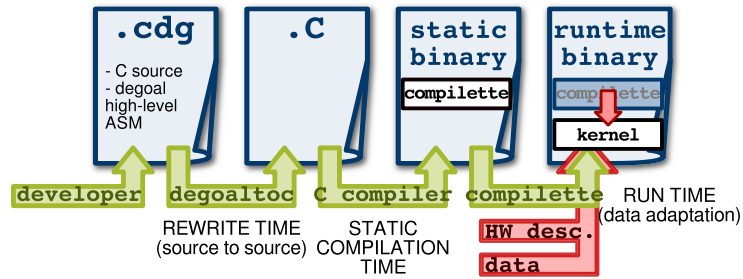 .cdg
- C source
- degoal
high-level
ASM
.C
static
binary
compilette
runtime
binary
compilette
kernel
developer
degoaltoc
C compiler
compilette
REWRITE TIME
(source to source)
STATIC
COMPILATION
TIME
RUN TIME
(data adaptation)
HW desc.
data